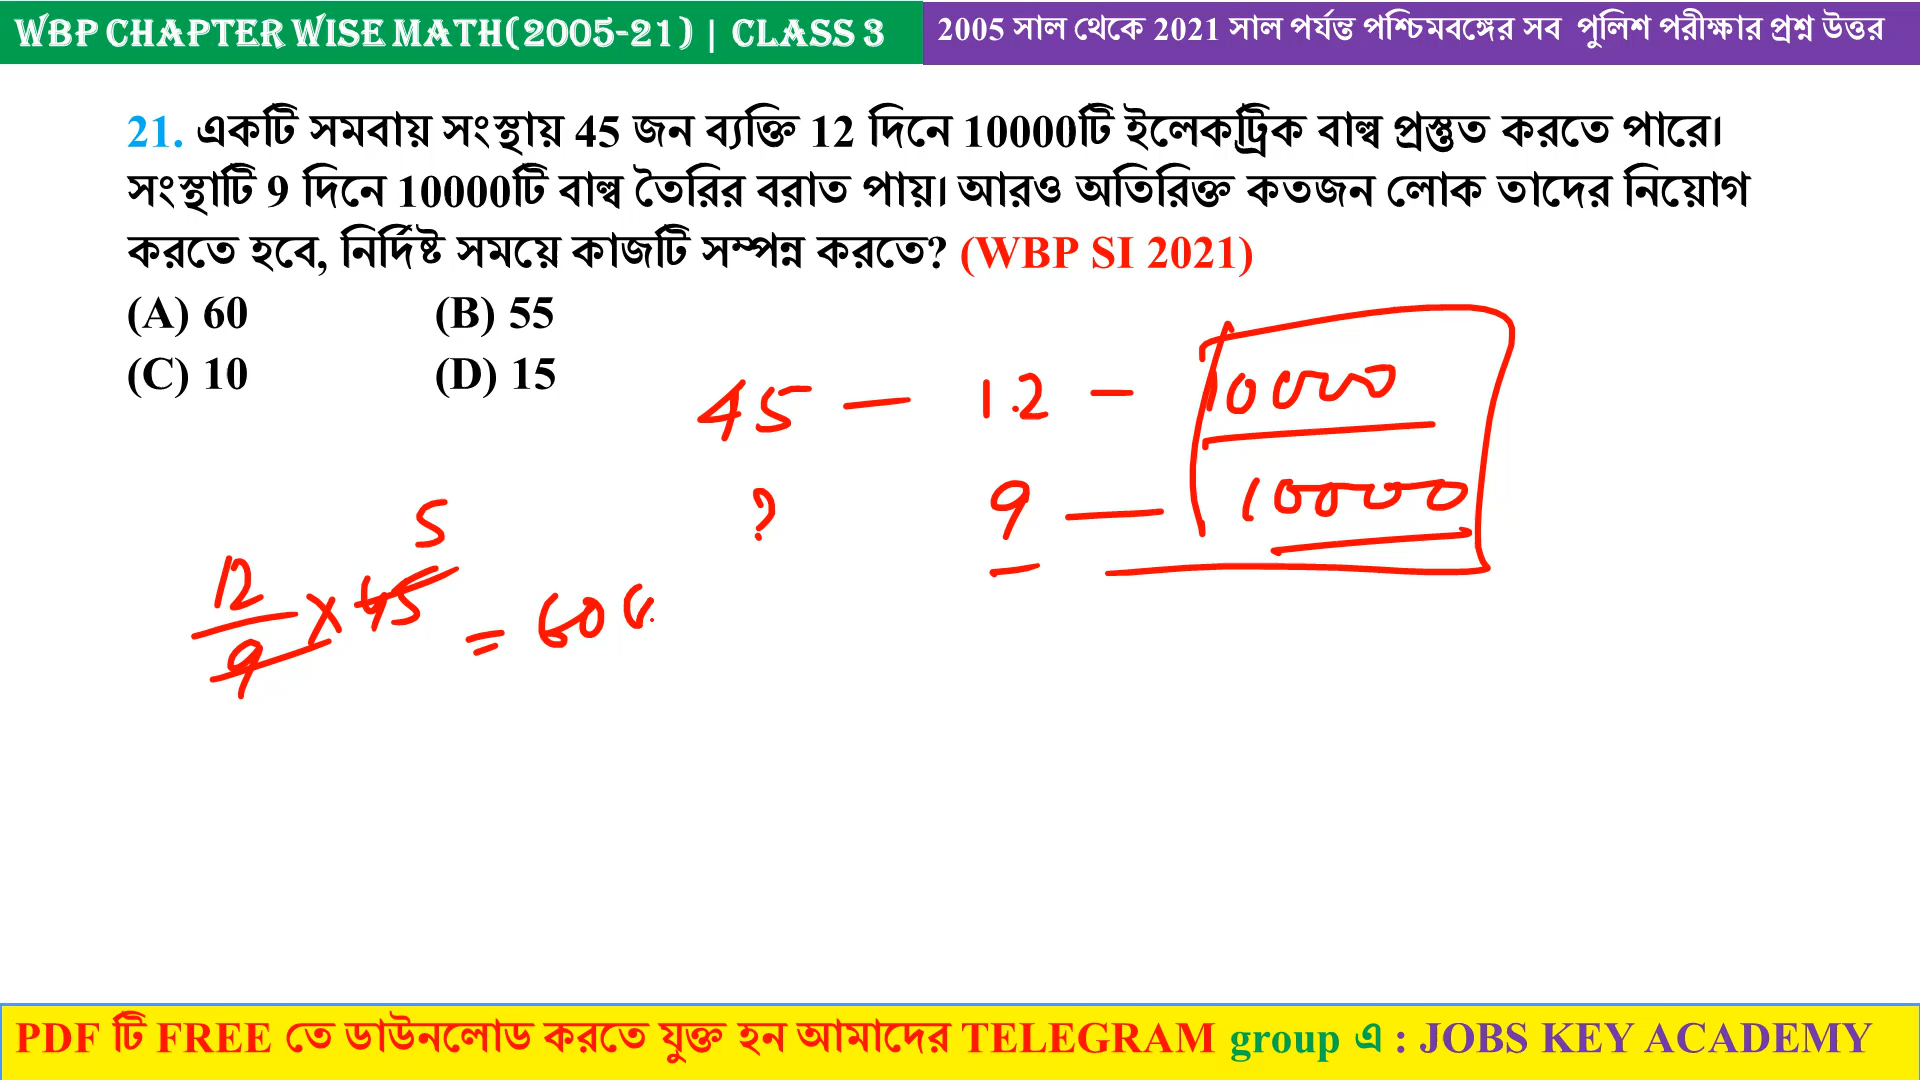 WBP CHAPTER WISE MATH(2005-21) | CLASS 3
2005 সাল থেকে 2021 সাল পর্যন্ত পশ্চিমবঙ্গের সব পুলিশ পরীক্ষার প্রশ্ন উত্তর
21. একটি সমবায় সংস্থায় 45 জন ব্যক্তি 12 দিনে 10000টি ইলেকট্রিক বাল্ব প্রস্তুত করতে পারে।
সংস্থাটি 9 দিনে 10000টি বাল্ব তৈরির বরাত পায়। আরও অতিরিক্ত কতজন লোক তাদের নিয়োগ
করতে হবে, নির্দিষ্ট সময়ে কাজটি সম্পন্ন করতে? (WBP SI 2021)
(A) 60 (B) 55
(C) 10 (D) 15
45 — 12 — 10000
? 9 — 10000
5
12/9 × 45 = 60
PDF টি FREE তে ডাউনলোড করতে যুক্ত হন আমাদের TELEGRAM group এ : JOBS KEY ACADEMY